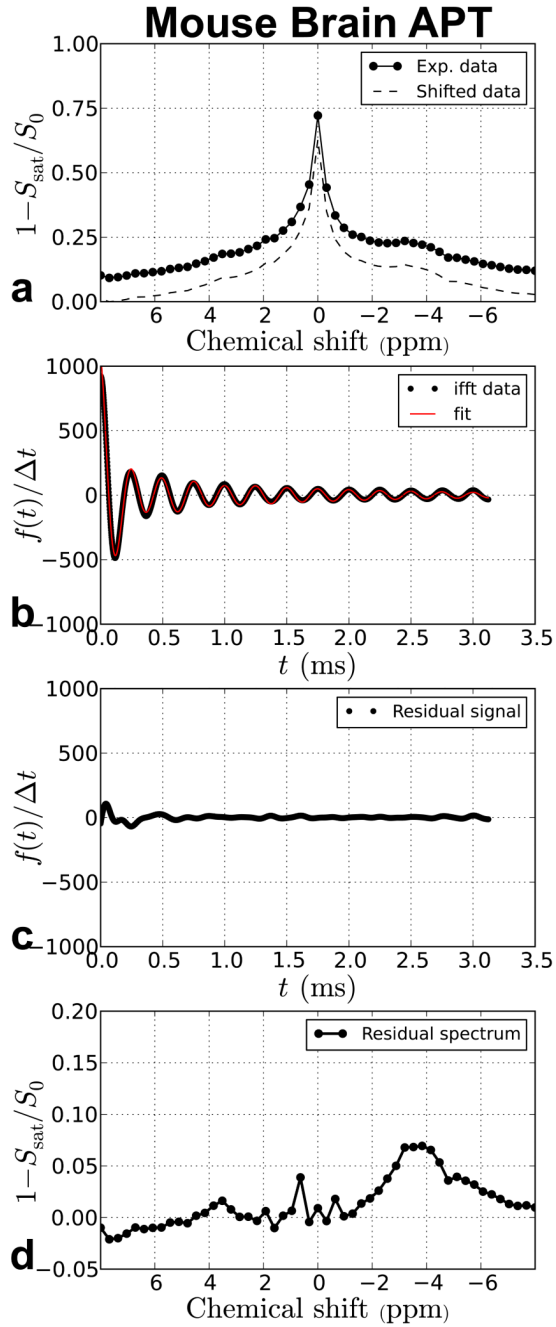 Mouse Brain APT
1.00
0.75
0.50
0.25
0.00
1−S_sat/S_0
Exp. data
Shifted data
6 4 2 0 −2 −4 −6
Chemical shift (ppm)
a
1000
500
0
−500
−1000
f(t)/Δt
ifft data
fit
0.0 0.5 1.0 1.5 2.0 2.5 3.0 3.5
t (ms)
b
1000
500
0
−500
−1000
f(t)/Δt
Residual signal
0.0 0.5 1.0 1.5 2.0 2.5 3.0 3.5
t (ms)
c
0.20
0.15
0.10
0.05
0.00
−0.05
1−S_sat/S_0
Residual spectrum
6 4 2 0 −2 −4 −6
Chemical shift (ppm)
d